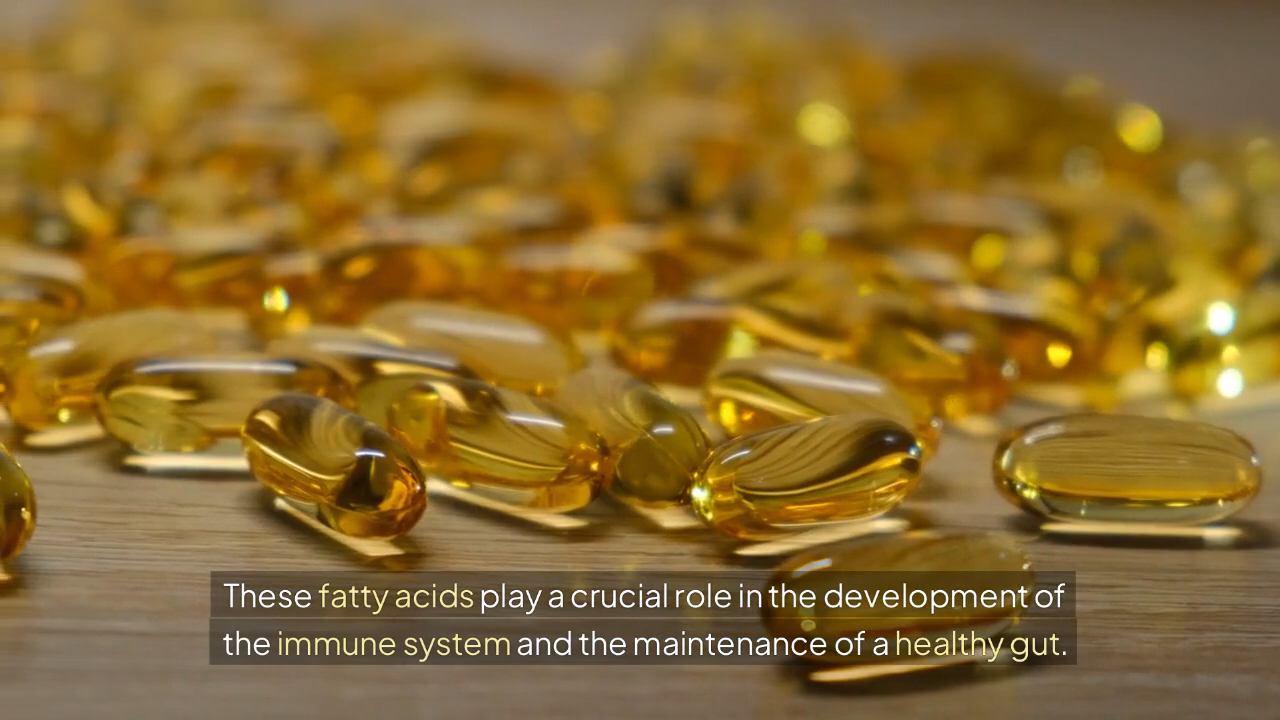 These fatty acids play a crucial role in the development of
the immune system and the maintenance of a healthy gut.